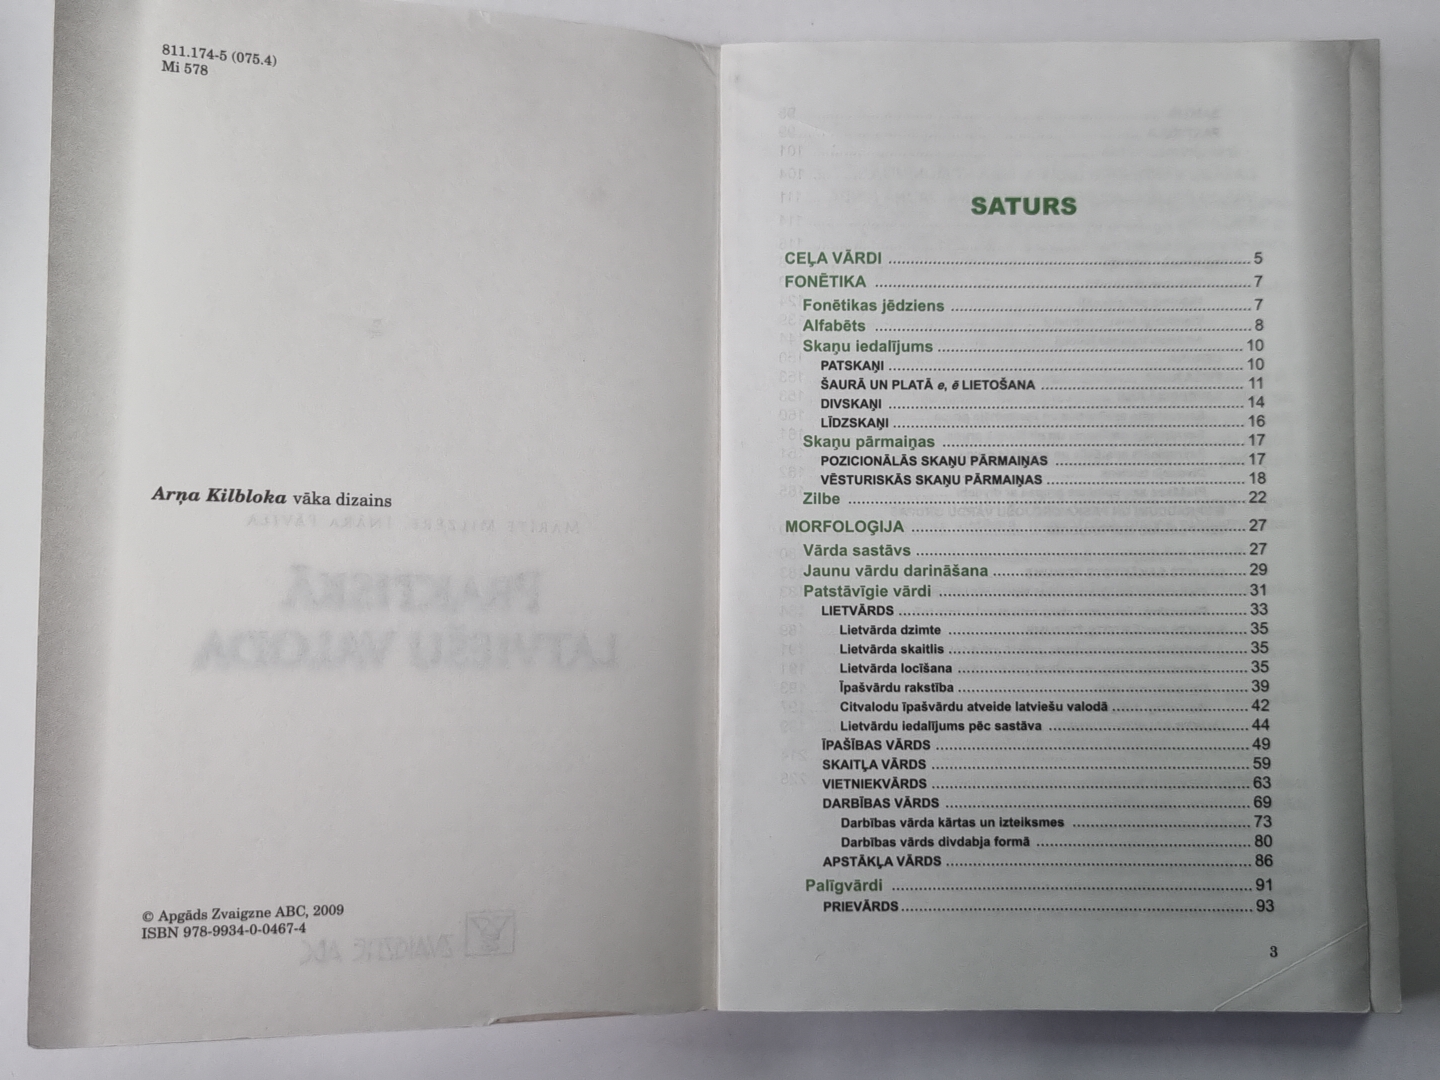 811.174-5 (075.4)
Mi 578
Arņa Kilbloka vāka dizains
© Apgāds Zvaigzne ABC, 2009
ISBN 978-9934-0-0467-4
SATURS
CEĻA VĀRDI ........ 5
FONĒTIKA ........ 7
Fonētikas jēdziens ........ 7
Alfabēts ........ 8
Skaņu iedalījums ........ 10
PATSKAŅI ........ 10
ŠAURĀ UN PLATĀ e, ē LIETOŠANA ........ 11
DIVSKAŅI ........ 14
LĪDZSKAŅI ........ 16
Skaņu pārmaiņas ........ 17
POZICIONĀLĀS SKAŅU PĀRMAIŅAS ........ 17
VĒSTURISKĀS SKAŅU PĀRMAIŅAS ........ 18
Zilbe ........ 22
MORFOLOĢIJA ........ 27
Vārda sastāvs ........ 27
Jaunu vārdu darināšana ........ 29
Patstāvīgie vārdi ........ 31
LIETVĀRDS ........ 33
Lietvārda dzimte ........ 35
Lietvārda skaitlis ........ 35
Lietvārda locīšana ........ 35
Īpašvārdu rakstība ........ 39
Citvalodu īpašvārdu atveide latviešu valodā ........ 42
Lietvārdu iedalījums pēc sastāva ........ 44
ĪPAŠĪBAS VĀRDS ........ 49
SKAITĻA VĀRDS ........ 59
VIETNIEKVĀRDS ........ 63
DARBĪBAS VĀRDS ........ 69
Darbības vārda kārtas un izteiksmes ........ 73
Darbības vārds divdabja formā ........ 80
APSTĀKĻA VĀRDS ........ 86
Palīgvārdi ........ 91
PRIEVĀRDS ........ 93
3